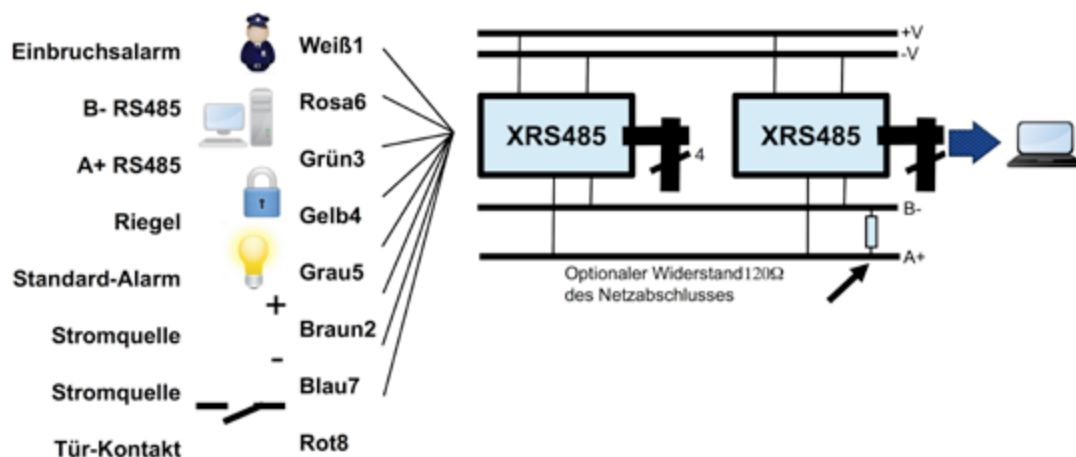 Einbruchsalarm
Weiß1
B- RS485
Rosa6
A+ RS485
Grün3
Riegel
Gelb4
Standard-Alarm
Grau5
+
Stromquelle
Braun2
-
Stromquelle
Blau7
Tür-Kontakt
Rot8
+V
-V
XRS485
4
XRS485
B-
A+
Optionaler Widerstand120Ω
des Netzabschlusses